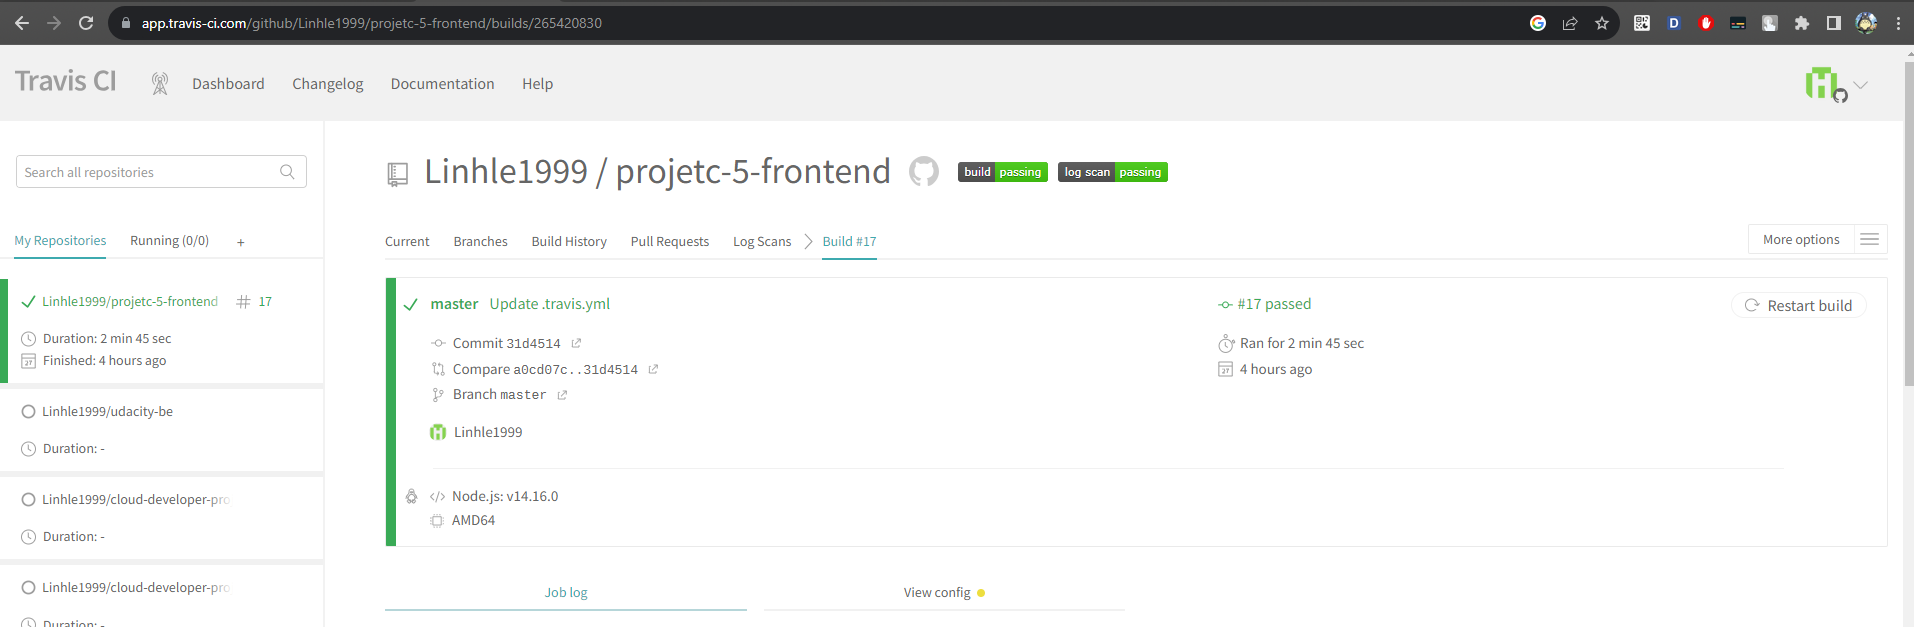 app.travis-ci.com/github/Linhle1999/projetc-5-frontend/builds/265420830
Travis CI
Dashboard Changelog Documentation Help
Search all repositories
My Repositories Running (0/0) +
Linhle1999/projetc-5-frontend # 17
Duration: 2 min 45 sec
Finished: 4 hours ago
Linhle1999/udacity-be
Duration: -
Linhle1999/cloud-developer-pro
Duration: -
Linhle1999/cloud-developer-pro
Duration: -
Linhle1999 / projetc-5-frontend
build passing
log scan passing
Current Branches Build History Pull Requests Log Scans Build #17
More options
master Update .travis.yml
Commit 31d4514
Compare a0cd07c..31d4514
Branch master
Linhle1999
#17 passed
Ran for 2 min 45 sec
4 hours ago
Restart build
Node.js: v14.16.0
AMD64
Job log
View config